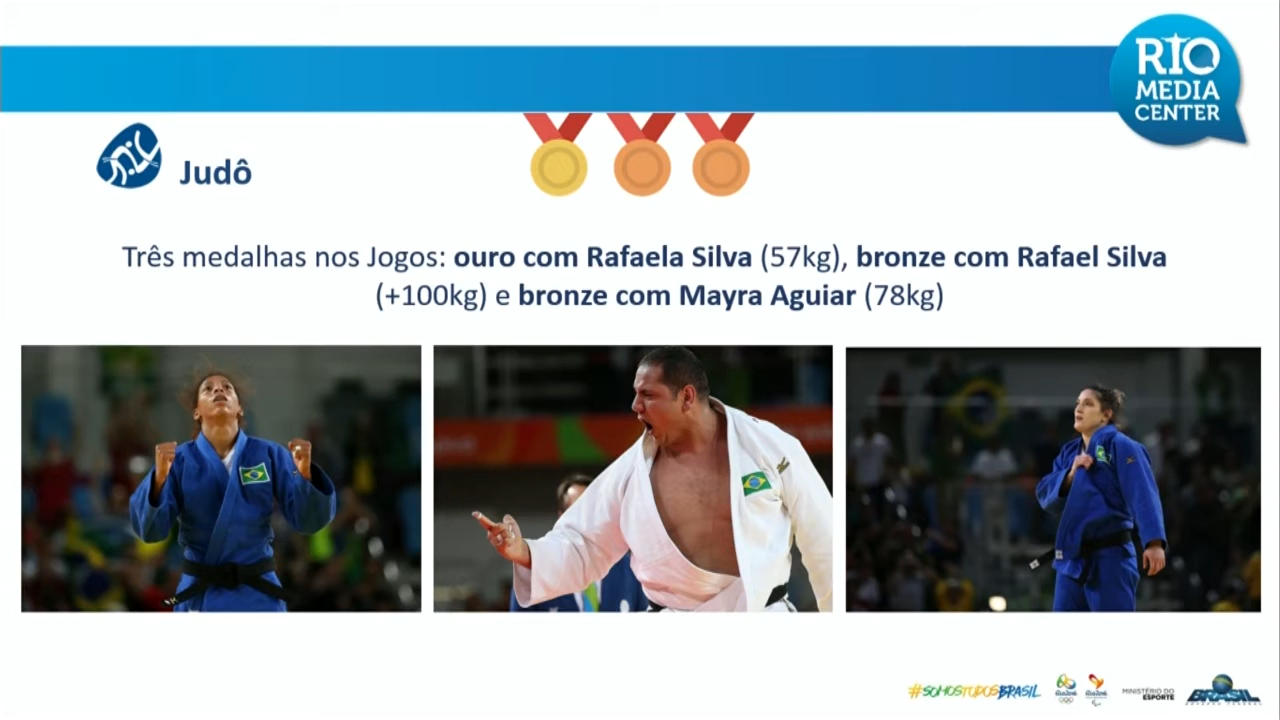 RIO
MEDIA
CENTER
Judô
Três medalhas nos Jogos: ouro com Rafaela Silva (57kg), bronze com Rafael Silva
(+100kg) e bronze com Mayra Aguiar (78kg)
#SOMOSTODOSBRASIL
MINISTÉRIO DO
ESPORTE
BRASIL